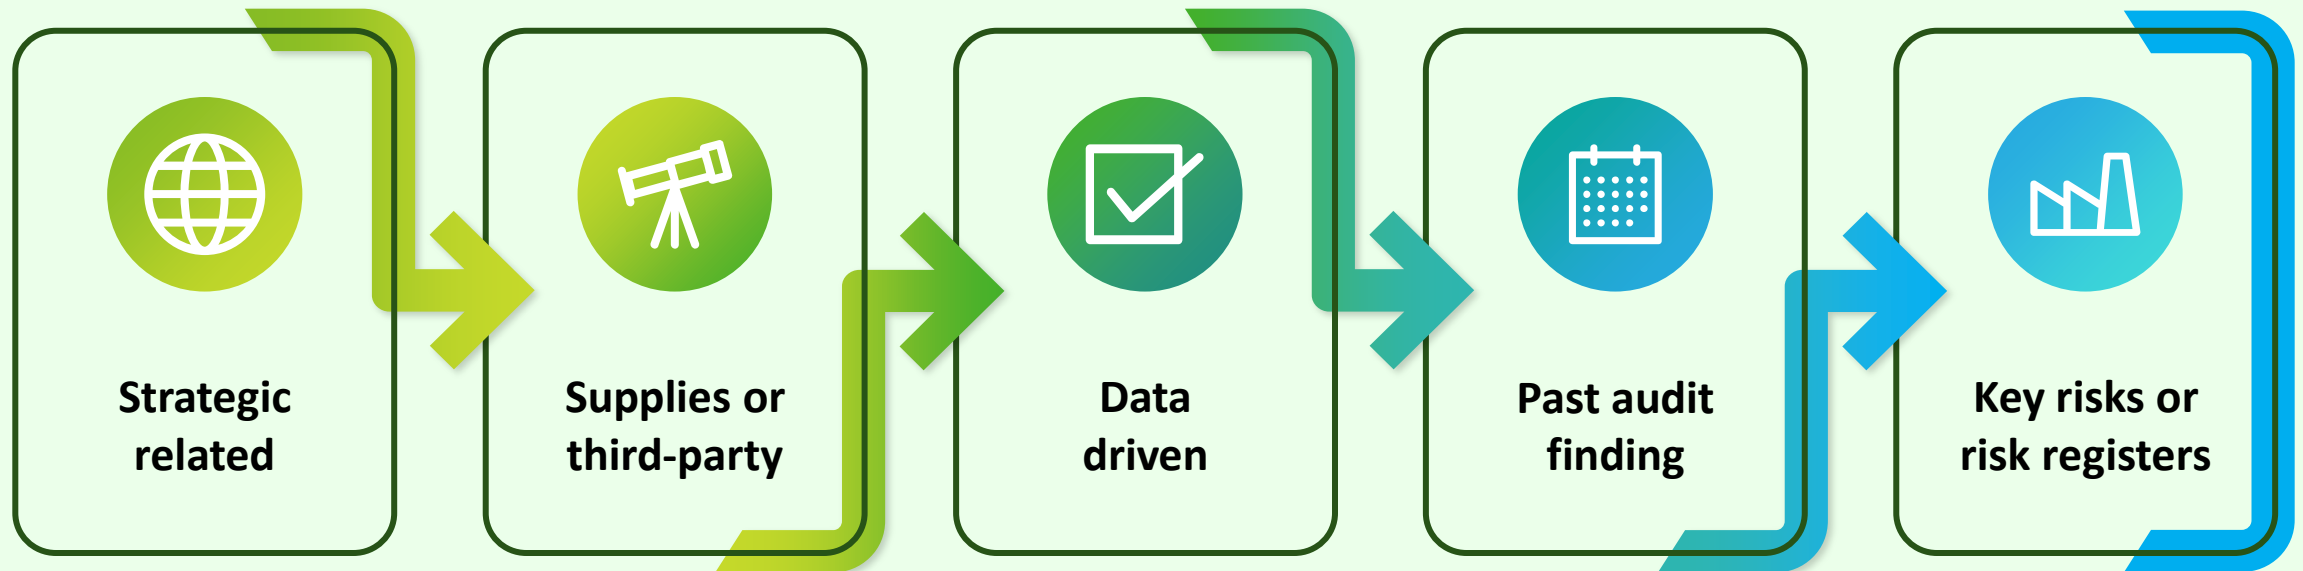 Strategic
related
Supplies or
third-party
Data
driven
Past audit
finding
Key risks or
risk registers